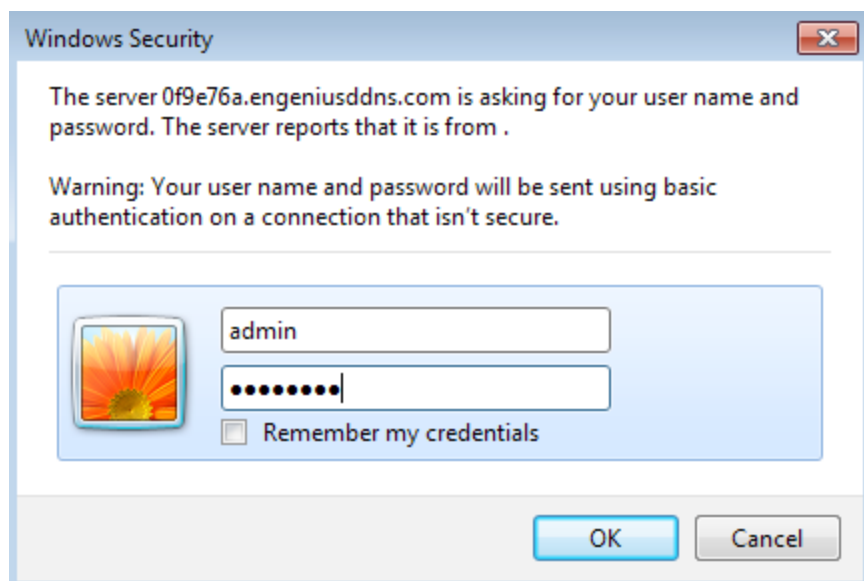 Windows Security
The server 0f9e76a.engeniusddns.com is asking for your user name and
password. The server reports that it is from .
Warning: Your user name and password will be sent using basic
authentication on a connection that isn't secure.
admin
●●●●●●●●
Remember my credentials
OK
Cancel